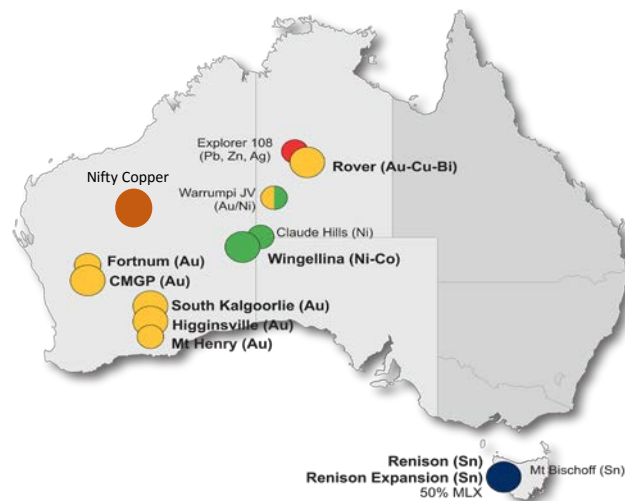 Explorer 108
(Pb, Zn, Ag)
Rover (Au-Cu-Bi)
Nifty Copper
Warrumpi JV
(Au/Ni)
Claude Hills (Ni)
Wingellina (Ni-Co)
Fortnum (Au)
CMGP (Au)
South Kalgoorlie (Au)
Higginsville (Au)
Mt Henry (Au)
Renison (Sn)
Renison Expansion (Sn)
50% MLX
Mt Bischoff (Sn)